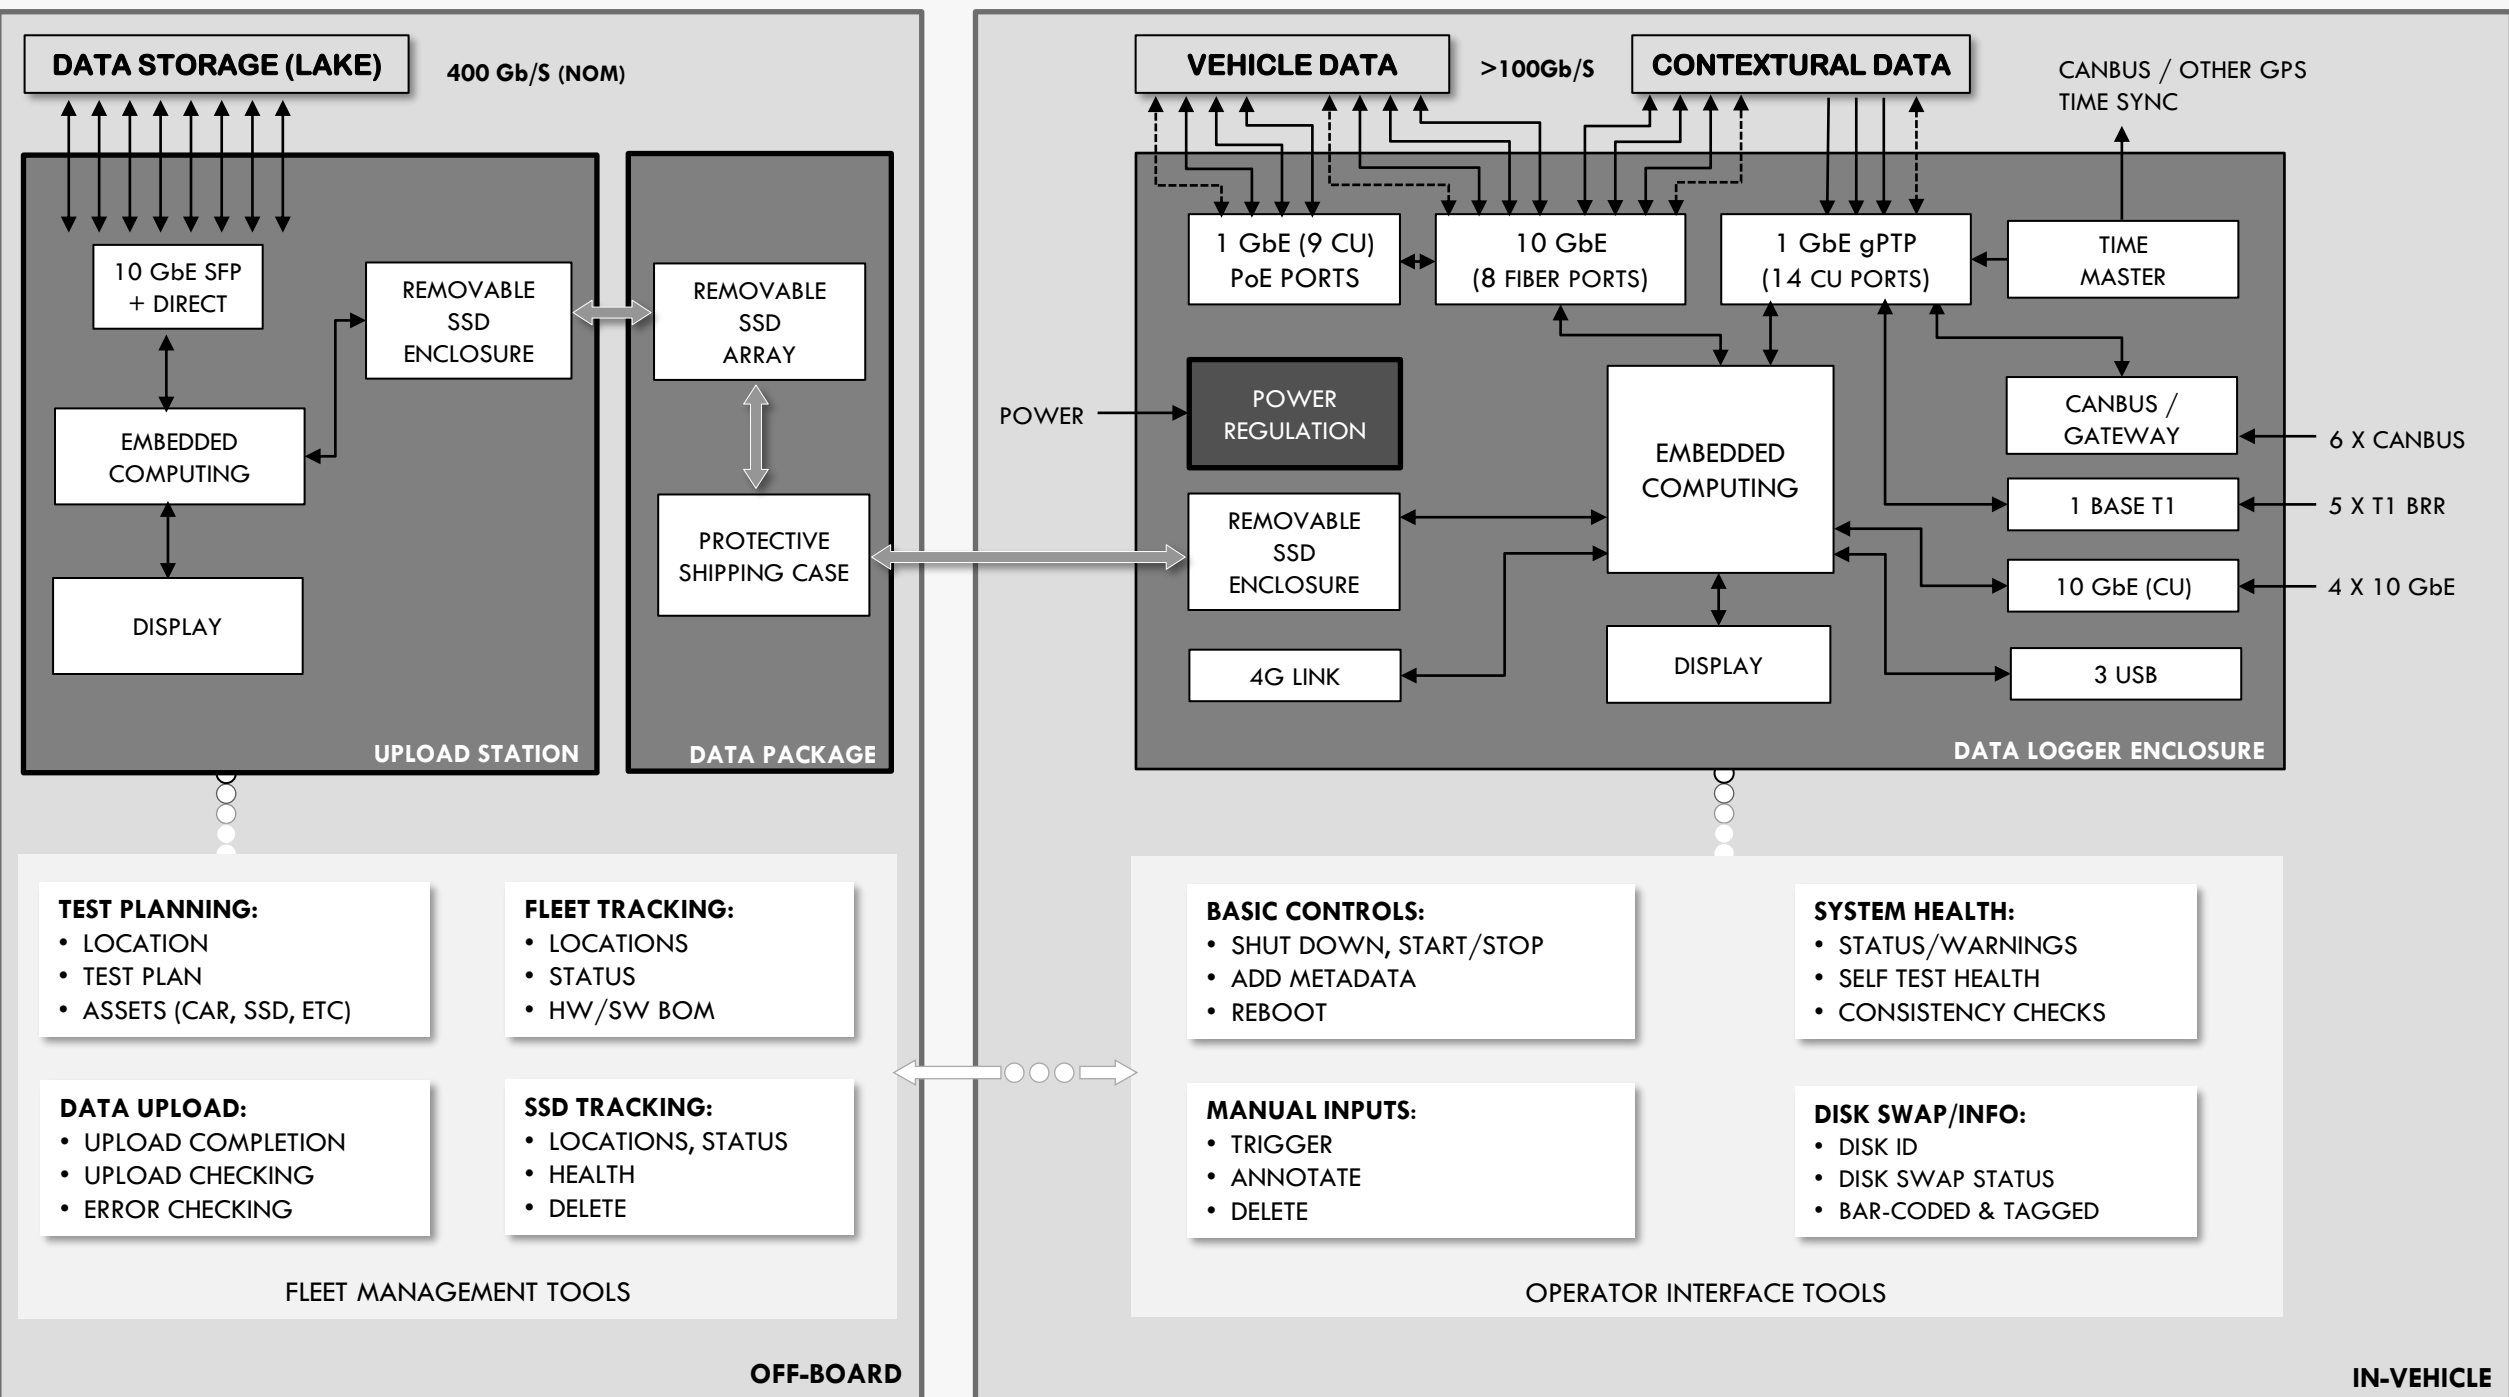 DATA STORAGE (LAKE)
400 Gb/S (NOM)
10 GbE SFP
+ DIRECT
REMOVABLE
SSD
ENCLOSURE
EMBEDDED
COMPUTING
DISPLAY
UPLOAD STATION
REMOVABLE
SSD
ARRAY
PROTECTIVE
SHIPPING CASE
DATA PACKAGE
TEST PLANNING:
• LOCATION
• TEST PLAN
• ASSETS (CAR, SSD, ETC)
FLEET TRACKING:
• LOCATIONS
• STATUS
• HW/SW BOM
DATA UPLOAD:
• UPLOAD COMPLETION
• UPLOAD CHECKING
• ERROR CHECKING
SSD TRACKING:
• LOCATIONS, STATUS
• HEALTH
• DELETE
FLEET MANAGEMENT TOOLS
OFF-BOARD
VEHICLE DATA
>100Gb/S
CONTEXTURAL DATA
CANBUS / OTHER GPS
TIME SYNC
1 GbE (9 CU)
PoE PORTS
10 GbE
(8 FIBER PORTS)
1 GbE gPTP
(14 CU PORTS)
TIME
MASTER
POWER
POWER
REGULATION
EMBEDDED
COMPUTING
CANBUS /
GATEWAY
6 X CANBUS
1 BASE T1
5 X T1 BRR
REMOVABLE
SSD
ENCLOSURE
10 GbE (CU)
4 X 10 GbE
4G LINK
DISPLAY
3 USB
DATA LOGGER ENCLOSURE
BASIC CONTROLS:
• SHUT DOWN, START/STOP
• ADD METADATA
• REBOOT
SYSTEM HEALTH:
• STATUS/WARNINGS
• SELF TEST HEALTH
• CONSISTENCY CHECKS
MANUAL INPUTS:
• TRIGGER
• ANNOTATE
• DELETE
DISK SWAP/INFO:
• DISK ID
• DISK SWAP STATUS
• BAR-CODED & TAGGED
OPERATOR INTERFACE TOOLS
IN-VEHICLE